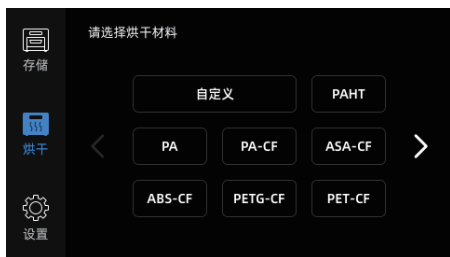 请选择烘干材料
存储
烘干
设置
自定义
PAHT
PA
PA-CF
ASA-CF
ABS-CF
PETG-CF
PET-CF